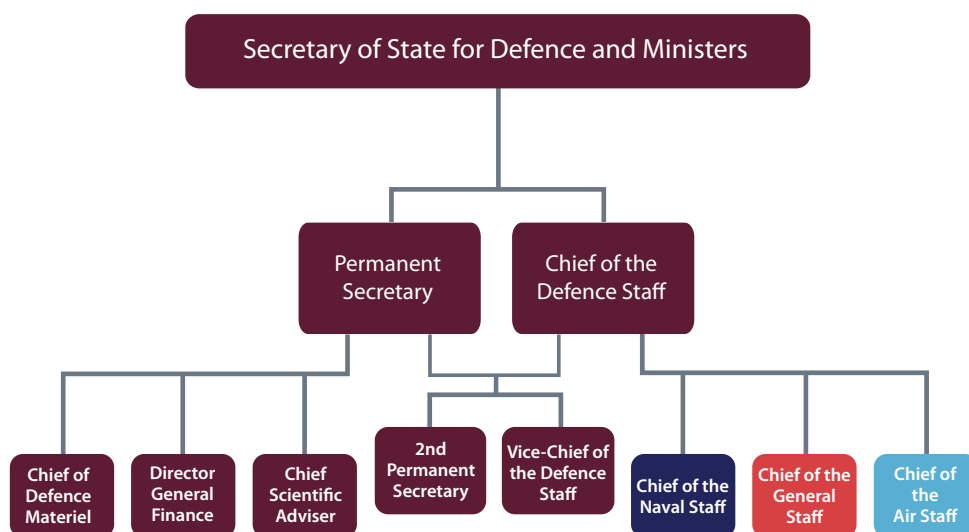 Secretary of State for Defence and Ministers
Permanent
Secretary
Chief of the
Defence Staff
Chief of
Defence
Materiel
Director
General
Finance
Chief
Scientific
Adviser
2nd
Permanent
Secretary
Vice-Chief of
the Defence
Staff
Chief of the
Naval Staff
Chief of the
General
Staff
Chief of
the
Air Staff